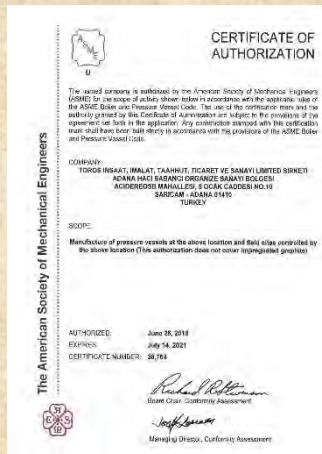 ASME
U
CERTIFICATE OF
AUTHORIZATION
The named company is authorized by the American Society of Mechanical Engineers
(ASME) for the scope of activity shown below in accordance with the applicable rules of
the ASME Boiler and Pressure Vessel Code. The use of the certification mark and the
authority granted by this Certificate of Authorization are subject to the provisions of the
agreement set forth in the application. Any construction stamped with this certification
mark shall have been built strictly in accordance with the provisions of the ASME Boiler
and Pressure Vessel Code.
COMPANY:
TOROS INSAAT, IMALAT, TAAHHUT, TICARET VE SANAYI LIMITED SIRKETI
ADANA HACI SABANCI ORGANIZE SANAYI BOLGESI
ACIDERESI MAHALLESI, 5 OCAK CADDESI NO.10
SARICAM - ADANA 01410
TURKEY
SCOPE:
Manufacture of pressure vessels at the above location and field sites controlled by
the above location (This authorization does not cover impregnated graphite)
AUTHORIZED: June 28, 2018
EXPIRES: July 14, 2021
CERTIFICATE NUMBER:
Board Chair, Conformity Assessment
Managing Director, Conformity Assessment
The American Society of Mechanical Engineers